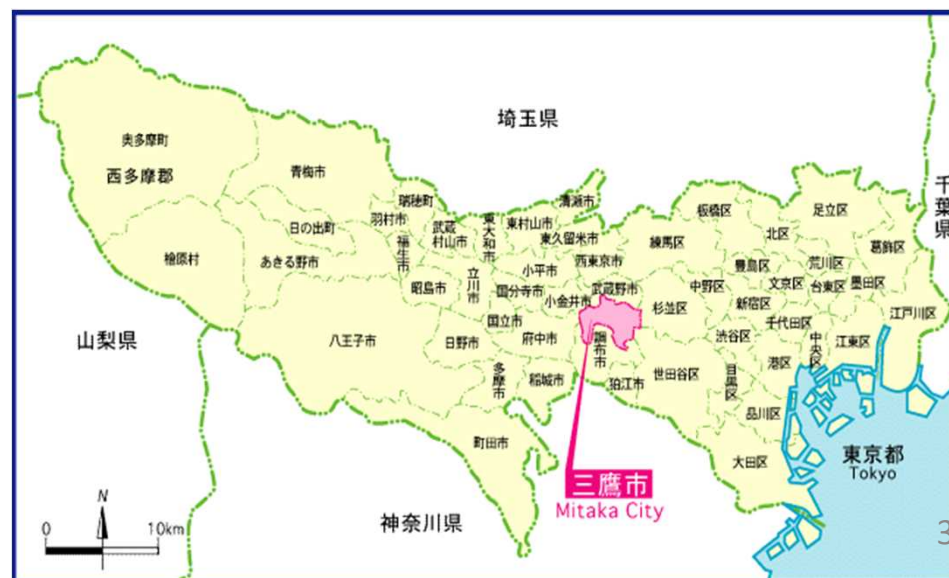 埼玉県
千葉県
山梨県
神奈川県
東京都
Tokyo
奥多摩町
西多摩郡
檜原村
青梅市
日の出町
あきる野市
瑞穂町
羽村市
福生市
武蔵
村山市
東大和市
東村山市
清瀬市
東久留米市
昭島市
立川市
小平市
西東京市
国分寺市
小金井市
武蔵野市
国立市
八王子市
日野市
府中市
調布市
多摩市
稲城市
狛江市
町田市
練馬区
板橋区
北区
足立区
葛飾区
豊島区
荒川区
中野区
文京区
台東区
墨田区
杉並区
新宿区
千代田区
江戸川区
渋谷区
中央区
江東区
世田谷区
目黒区
港区
品川区
大田区
三鷹市
Mitaka City
N
0
10km
3